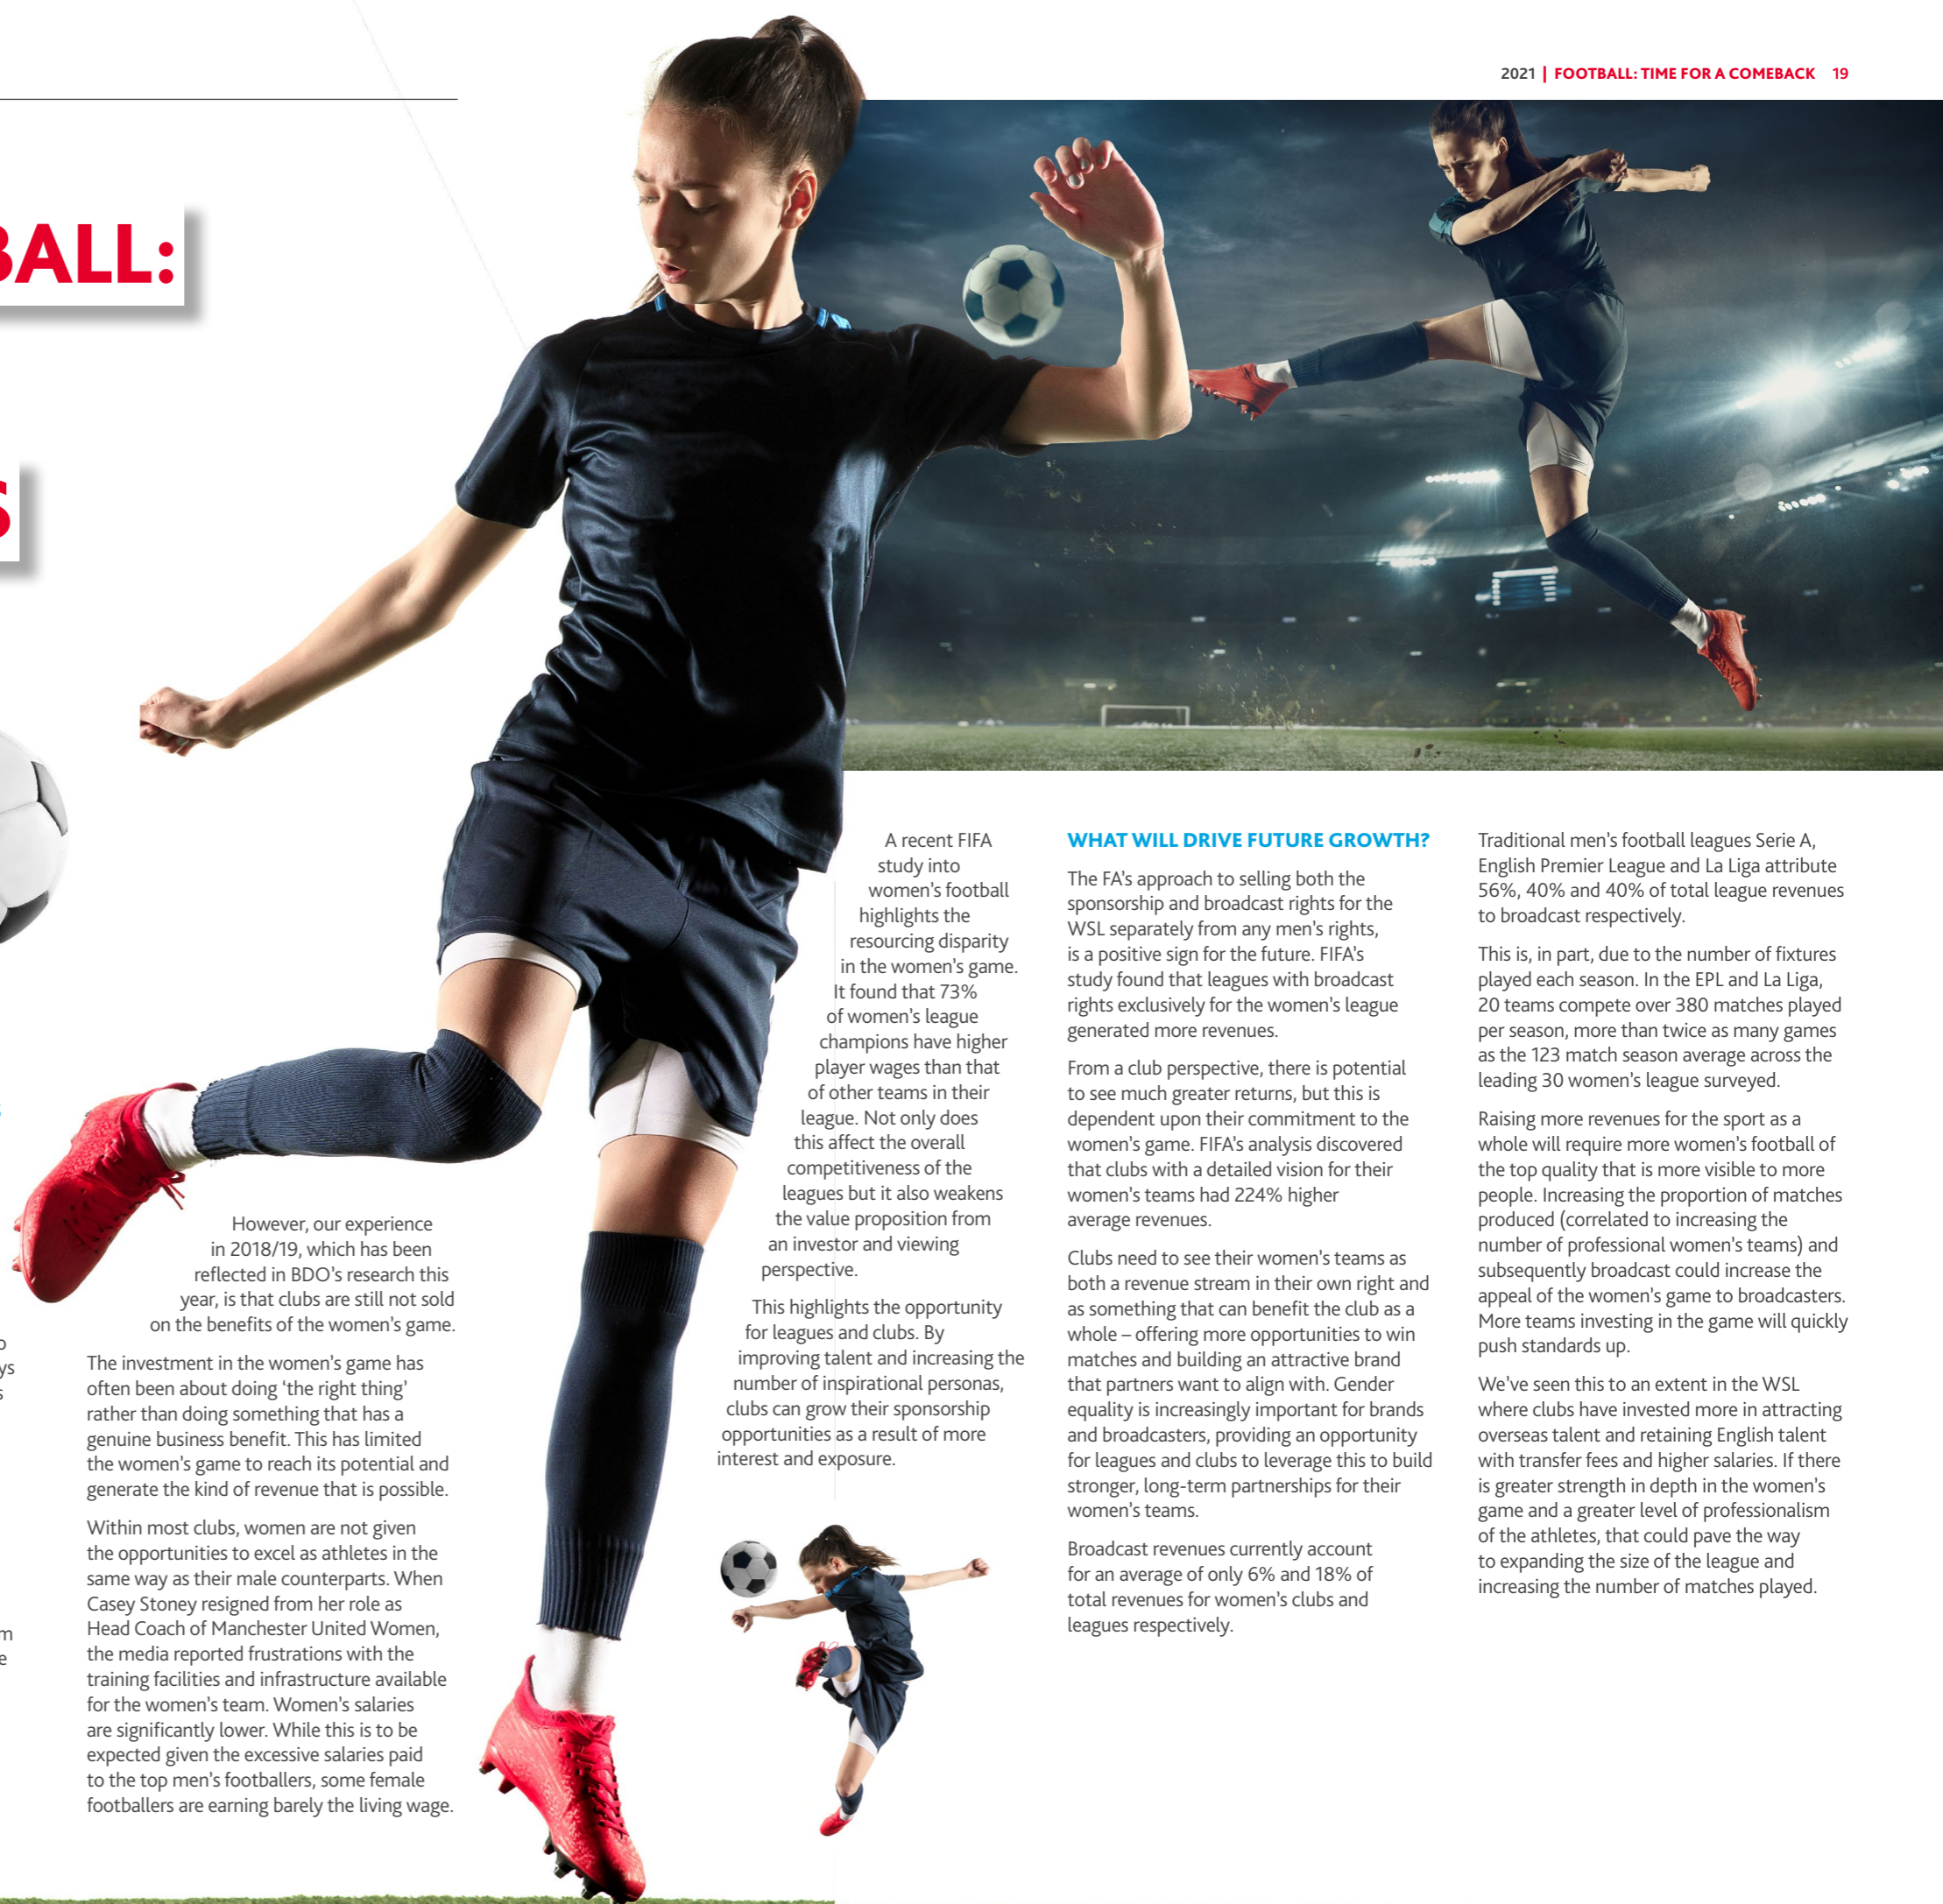 2021 | FOOTBALL: TIME FOR A COMEBACK 19
BALL:
S
However, our experience
in 2018/19, which has been
reflected in BDO's research this
year, is that clubs are still not sold
on the benefits of the women's game.
The investment in the women's game has
often been about doing 'the right thing'
rather than doing something that has a
genuine business benefit. This has limited
the women's game to reach its potential and
generate the kind of revenue that is possible.
Within most clubs, women are not given
the opportunities to excel as athletes in the
same way as their male counterparts. When
Casey Stoney resigned from her role as
Head Coach of Manchester United Women,
the media reported frustrations with the
training facilities and infrastructure available
for the women's team. Women's salaries
are significantly lower. While this is to be
expected given the excessive salaries paid
to the top men's footballers, some female
footballers are earning barely the living wage.
A recent FIFA
study into
women's football
highlights the
resourcing disparity
in the women's game.
It found that 73%
of women's league
champions have higher
player wages than that
of other teams in their
league. Not only does
this affect the overall
competitiveness of the
leagues but it also weakens
the value proposition from
an investor and viewing
perspective.
This highlights the opportunity
for leagues and clubs. By
improving talent and increasing the
number of inspirational personas,
clubs can grow their sponsorship
opportunities as a result of more
interest and exposure.
WHAT WILL DRIVE FUTURE GROWTH?
The FA's approach to selling both the
sponsorship and broadcast rights for the
WSL separately from any men's rights,
is a positive sign for the future. FIFA's
study found that leagues with broadcast
rights exclusively for the women's league
generated more revenues.
From a club perspective, there is potential
to see much greater returns, but this is
dependent upon their commitment to the
women's game. FIFA's analysis discovered
that clubs with a detailed vision for their
women's teams had 224% higher
average revenues.
Clubs need to see their women's teams as
both a revenue stream in their own right and
as something that can benefit the club as a
whole – offering more opportunities to win
matches and building an attractive brand
that partners want to align with. Gender
equality is increasingly important for brands
and broadcasters, providing an opportunity
for leagues and clubs to leverage this to build
stronger, long-term partnerships for their
women's teams.
Broadcast revenues currently account
for an average of only 6% and 18% of
total revenues for women's clubs and
leagues respectively.
Traditional men's football leagues Serie A,
English Premier League and La Liga attribute
56%, 40% and 40% of total league revenues
to broadcast respectively.
This is, in part, due to the number of fixtures
played each season. In the EPL and La Liga,
20 teams compete over 380 matches played
per season, more than twice as many games
as the 123 match season average across the
leading 30 women's league surveyed.
Raising more revenues for the sport as a
whole will require more women's football of
the top quality that is more visible to more
people. Increasing the proportion of matches
produced (correlated to increasing the
number of professional women's teams) and
subsequently broadcast could increase the
appeal of the women's game to broadcasters.
More teams investing in the game will quickly
push standards up.
We've seen this to an extent in the WSL
where clubs have invested more in attracting
overseas talent and retaining English talent
with transfer fees and higher salaries. If there
is greater strength in depth in the women's
game and a greater level of professionalism
of the athletes, that could pave the way
to expanding the size of the league and
increasing the number of matches played.